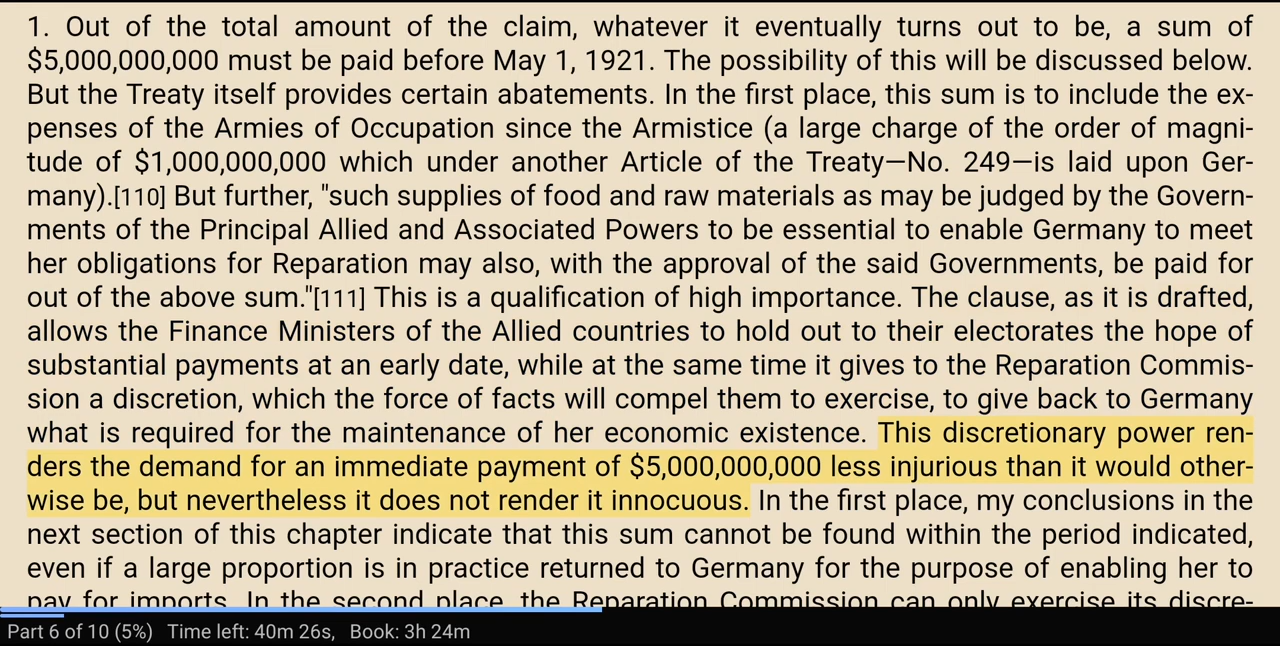 1. Out of the total amount of the claim, whatever it eventually turns out to be, a sum of
$5,000,000,000 must be paid before May 1, 1921. The possibility of this will be discussed below.
But the Treaty itself provides certain abatements. In the first place, this sum is to include the ex-
penses of the Armies of Occupation since the Armistice (a large charge of the order of magni-
tude of $1,000,000,000 which under another Article of the Treaty—No. 249—is laid upon Ger-
many).[110] But further, "such supplies of food and raw materials as may be judged by the Govern-
ments of the Principal Allied and Associated Powers to be essential to enable Germany to meet
her obligations for Reparation may also, with the approval of the said Governments, be paid for
out of the above sum."[111] This is a qualification of high importance. The clause, as it is drafted,
allows the Finance Ministers of the Allied countries to hold out to their electorates the hope of
substantial payments at an early date, while at the same time it gives to the Reparation Commis-
sion a discretion, which the force of facts will compel them to exercise, to give back to Germany
what is required for the maintenance of her economic existence. This discretionary power ren-
ders the demand for an immediate payment of $5,000,000,000 less injurious than it would other-
wise be, but nevertheless it does not render it innocuous. In the first place, my conclusions in the
next section of this chapter indicate that this sum cannot be found within the period indicated,
even if a large proportion is in practice returned to Germany for the purpose of enabling her to
pay for imports. In the second place, the Reparation Commission can only exercise its discre-
Part 6 of 10 (5%) Time left: 40m 26s, Book: 3h 24m